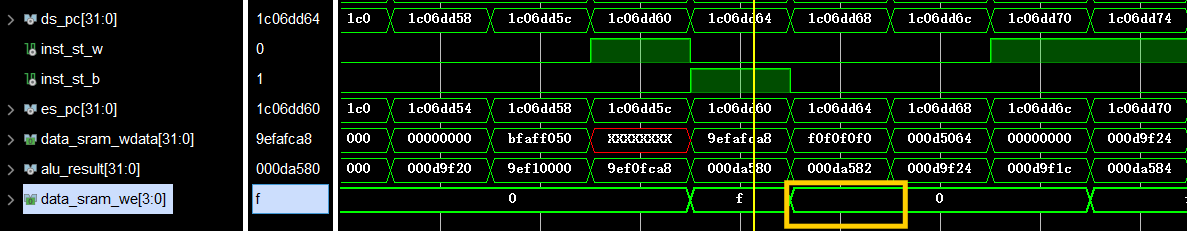 ds_pc[31:0] 1c06dd64 1c0 1c06dd58 1c06dd5c 1c06dd60 1c06dd64 1c06dd68 1c06dd6c 1c06dd70 1c06dd74
inst_st_w 0
inst_st_b 1
es_pc[31:0] 1c06dd60 1c0 1c06dd54 1c06dd58 1c06dd5c 1c06dd60 1c06dd64 1c06dd68 1c06dd6c 1c06dd70
data_sram_wdata[31:0] 9efafca8 000 00000000 bfaff050 XXXXXXXX 9efafca8 f0f0f0f0 000d5064 00000000 000d9f24
alu_result[31:0] 000da580 000 000d9f20 9ef10000 9ef0fca8 000da580 000da582 000d9f24 000d9f1c 000da584
data_sram_we[3:0] f 0 f 0